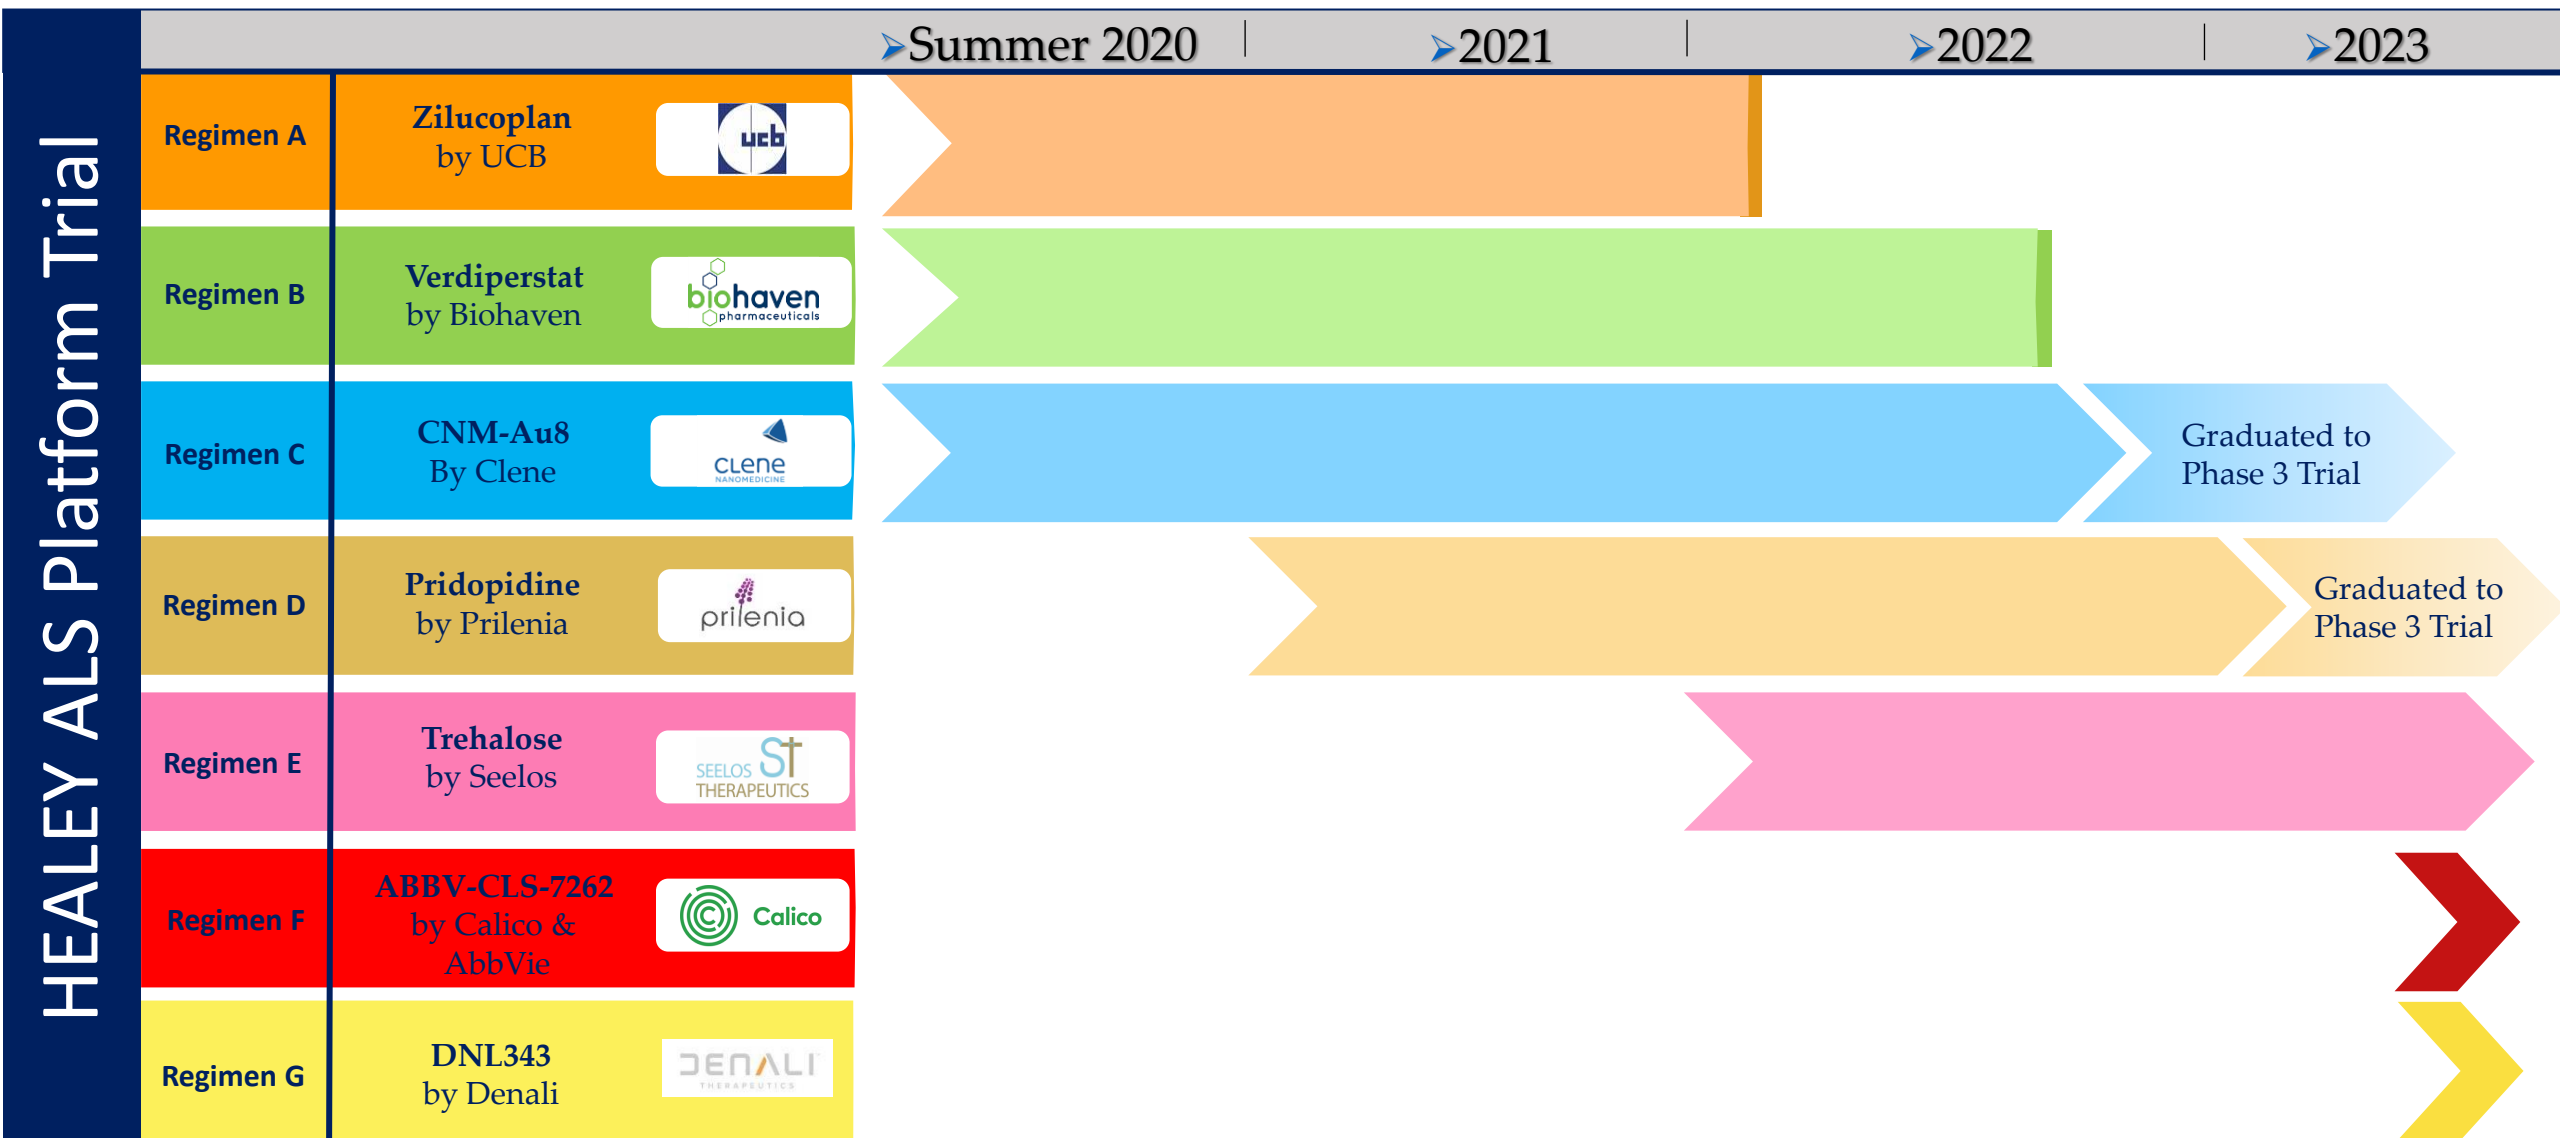 HEALEY ALS Platform Trial
➢Summer 2020
➢2021
➢2022
➢2023
Regimen A
Zilucoplan
by UCB
ucb
Regimen B
Verdiperstat
by Biohaven
biohaven
pharmaceuticals
Regimen C
CNM-Au8
By Clene
CLENE
NANOMEDICINE
Graduated to
Phase 3 Trial
Regimen D
Pridopidine
by Prilenia
prilenia
Graduated to
Phase 3 Trial
Regimen E
Trehalose
by Seelos
SEELOS ST
THERAPEUTICS
Regimen F
ABBV-CLS-7262
by Calico &
AbbVie
Calico
Regimen G
DNL343
by Denali
DENALI
THERAPEUTICS